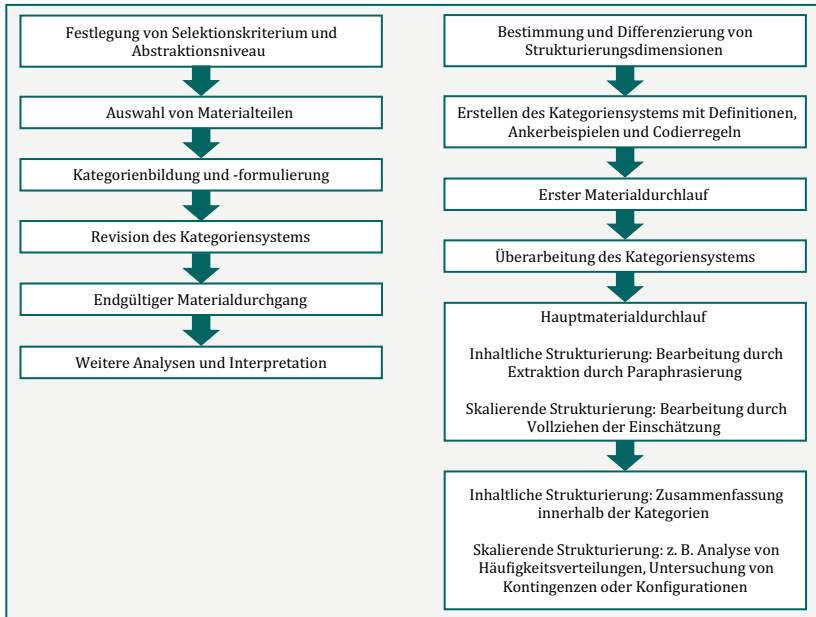 Festlegung von Selektionskriterium und
Abstraktionsniveau
Auswahl von Materialteilen
Kategorienbildung und -formulierung
Revision des Kategoriensystems
Endgültiger Materialdurchgang
Weitere Analysen und Interpretation
Bestimmung und Differenzierung von
Strukturierungsdimensionen
Erstellen des Kategoriensystems mit Definitionen,
Ankerbeispielen und Codierregeln
Erster Materialdurchlauf
Überarbeitung des Kategoriensystems
Hauptmaterialdurchlauf
Inhaltliche Strukturierung: Bearbeitung durch
Extraktion durch Paraphrasierung
Skalierende Strukturierung: Bearbeitung durch
Vollziehen der Einschätzung
Inhaltliche Strukturierung: Zusammenfassung
innerhalb der Kategorien
Skalierende Strukturierung: z. B. Analyse von
Häufigkeitsverteilungen, Untersuchung von
Kontingenzen oder Konfigurationen